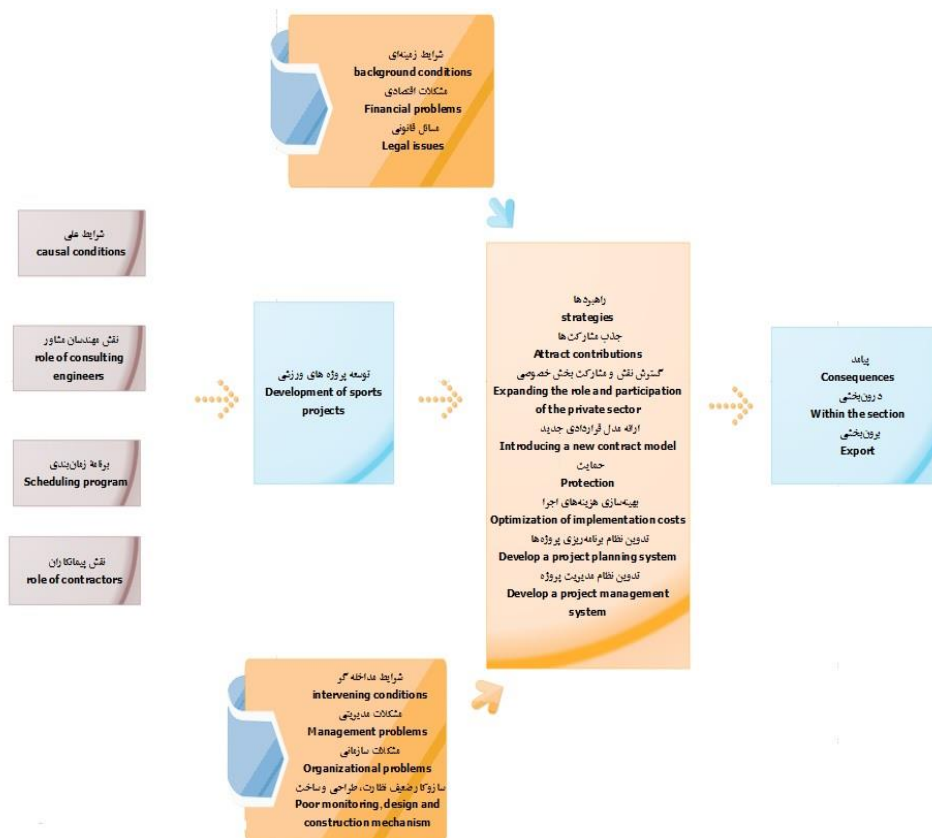 شرایط زمینه‌ای
background conditions
مشکلات اقتصادی
Financial problems
مسائل قانونی
Legal issues
شرایط علی
causal conditions
نقش مهندسان مشاور
role of consulting
engineers
برنامهٔ زمان‌بندی
Scheduling program
نقش پیمانکاران
role of contractors
توسعه پروژه های ورزشی
Development of sports
projects
راهبردها
strategies
جذب مشارکت‌ها
Attract contributions
گسترش نقش و مشارکت بخش خصوصی
Expanding the role and participation
of the private sector
ارائه مدل قراردادی جدید
Introducing a new contract model
حمایت
Protection
بهینه‌سازی هزینه‌های اجرا
Optimization of implementation costs
تدوین نظام برنامه‌ریزی پروژه‌ها
Develop a project planning system
تدوین نظام مدیریت پروژه
Develop a project management
system
پیامد
Consequences
درون‌بخشی
Within the section
برون‌بخشی
Export
شرایط مداخله گر
intervening conditions
مشکلات مدیریتی
Management problems
مشکلات سازمانی
Organizational problems
سازوکار ضعیف نظارت، طراحی و ساخت
Poor monitoring, design and
construction mechanism